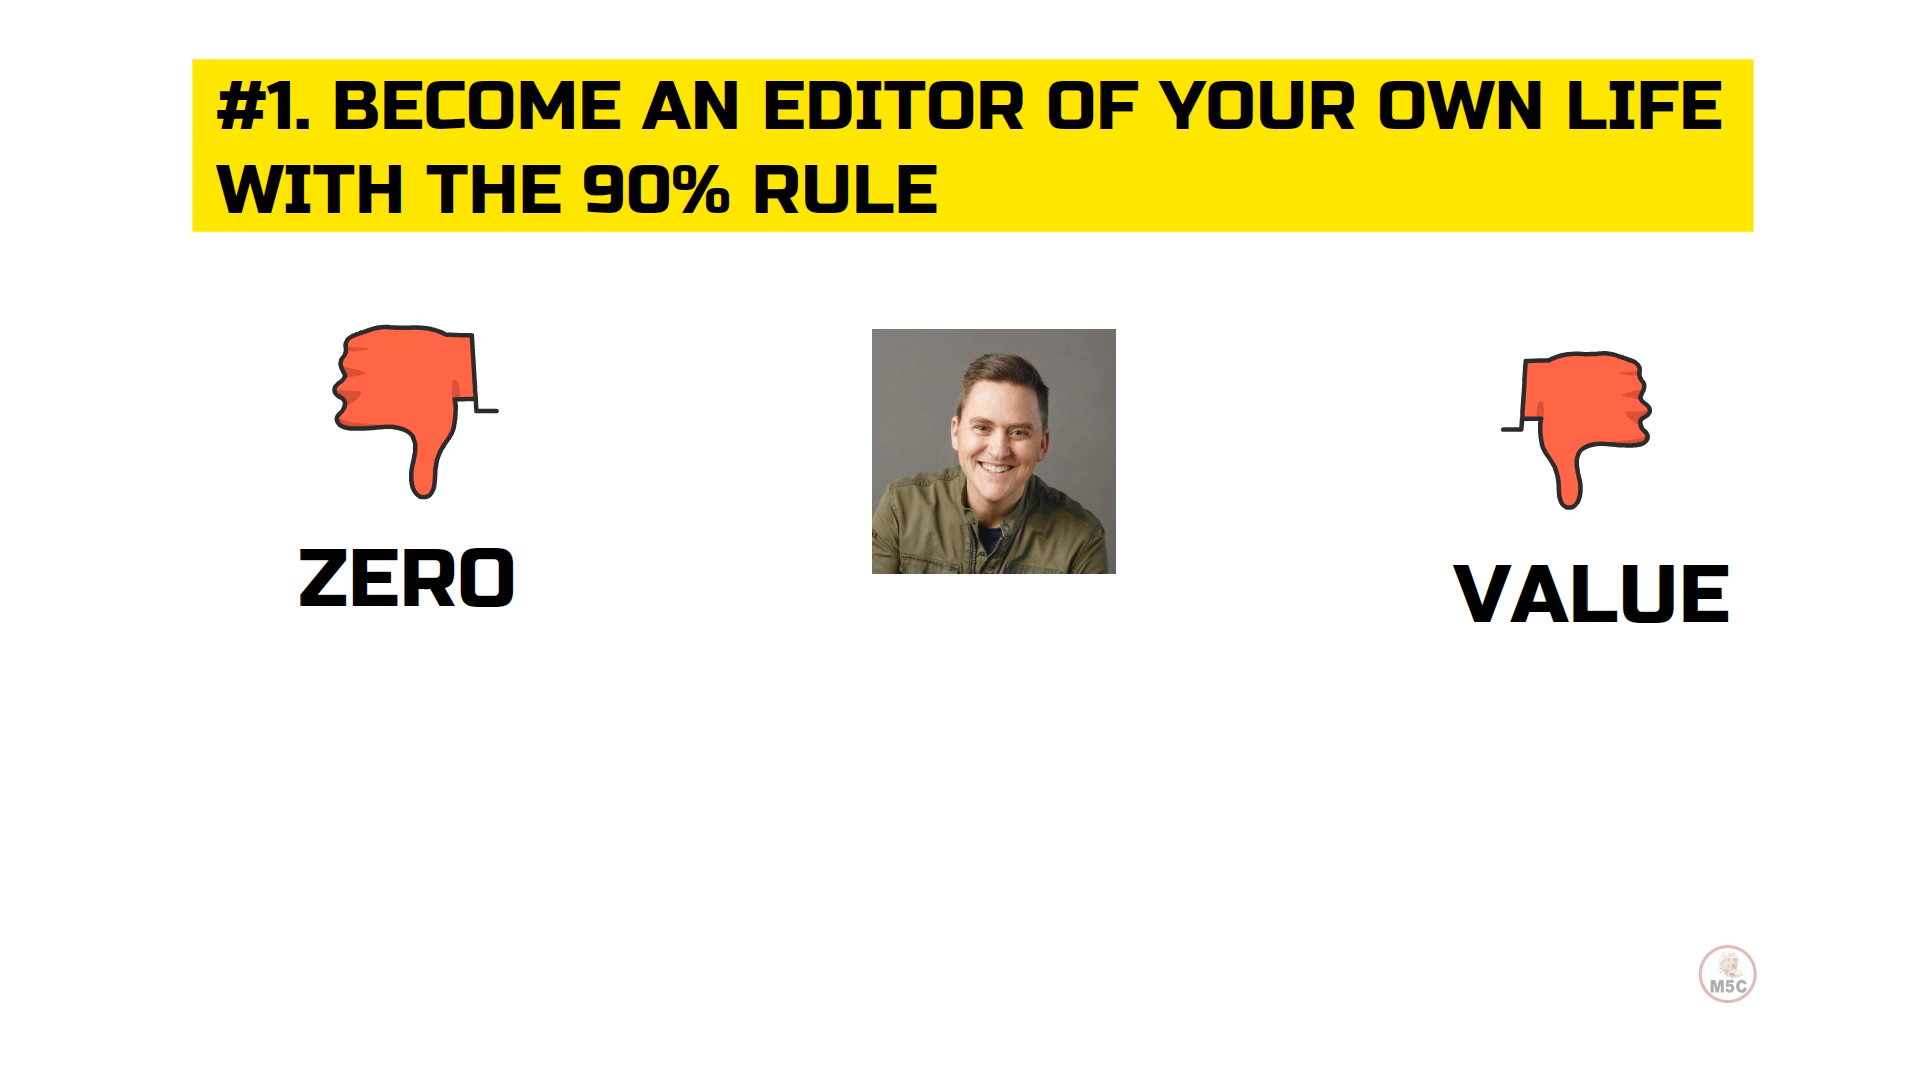 #1. BECOME AN EDITOR OF YOUR OWN LIFE
WITH THE 90% RULE
ZERO
VALUE
M5C